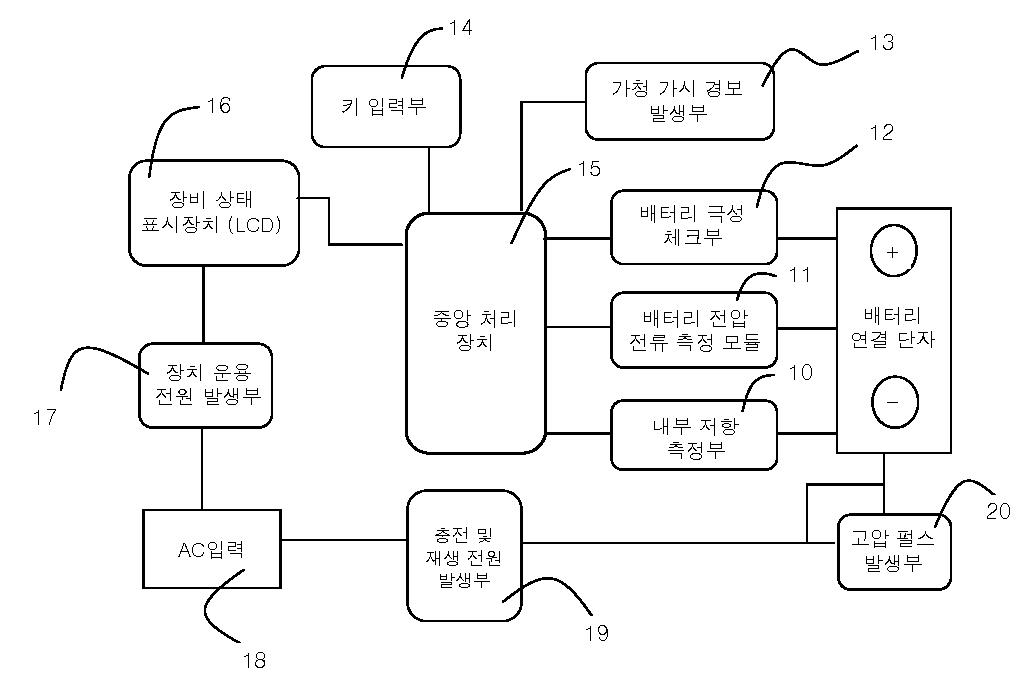 14
키 입력부
13
가청 가시 경보
발생부
16
장비 상태
표시장치 (LCD)
12
배터리 극성
체크부
15
중앙 처리
장치
11
배터리 전압
전류 측정 모듈
+
배터리
연결 단자
−
10
내부 저항
측정부
17
장치 운용
전원 발생부
AC입력
18
충전 및
재생 전원
발생부
19
20
고압 펄스
발생부